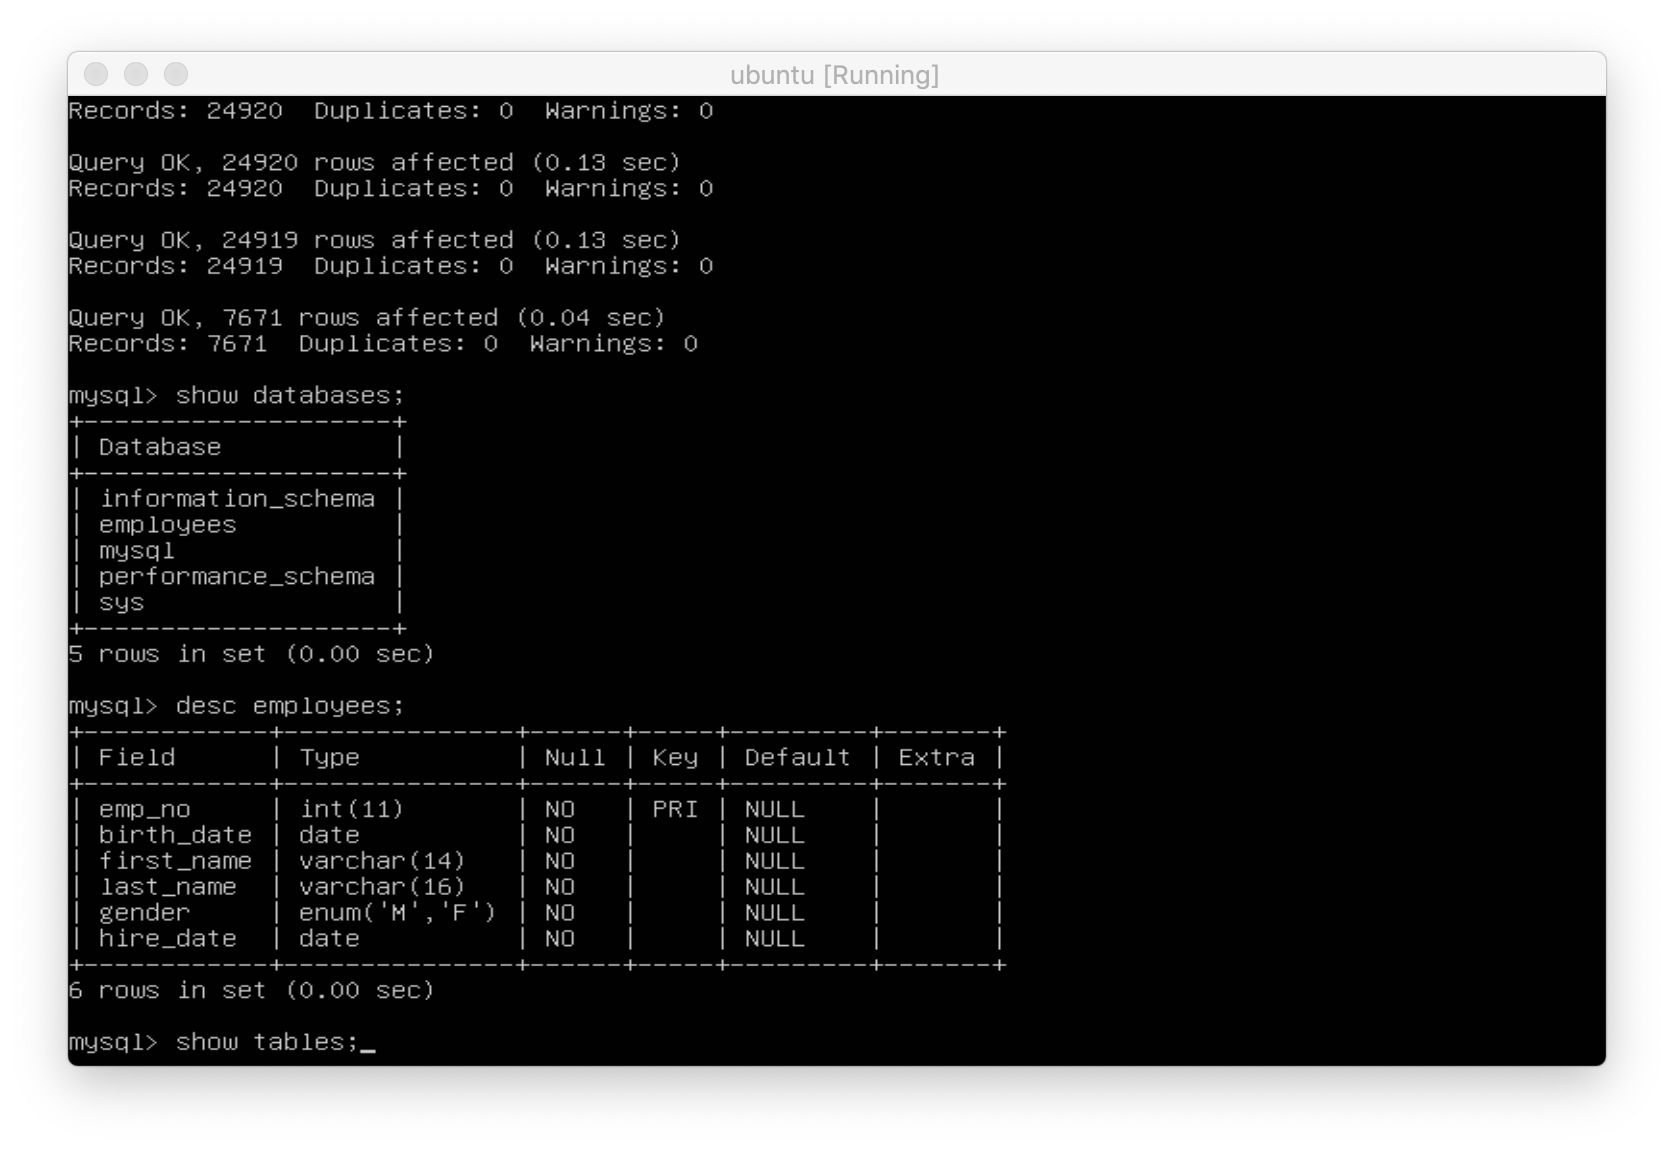 ubuntu [Running]
Records: 24920  Duplicates: 0  Warnings: 0
Query OK, 24920 rows affected (0.13 sec)
Records: 24920  Duplicates: 0  Warnings: 0
Query OK, 24919 rows affected (0.13 sec)
Records: 24919  Duplicates: 0  Warnings: 0
Query OK, 7671 rows affected (0.04 sec)
Records: 7671  Duplicates: 0  Warnings: 0
mysql> show databases;
+--------------------+
| Database           |
+--------------------+
| information_schema |
| employees          |
| mysql              |
| performance_schema |
| sys                |
+--------------------+
5 rows in set (0.00 sec)
mysql> desc employees;
+------------+---------------+------+-----+---------+-------+
| Field      | Type          | Null | Key | Default | Extra |
+------------+---------------+------+-----+---------+-------+
| emp_no     | int(11)       | NO   | PRI | NULL    |       |
| birth_date | date          | NO   |     | NULL    |       |
| first_name | varchar(14)   | NO   |     | NULL    |       |
| last_name  | varchar(16)   | NO   |     | NULL    |       |
| gender     | enum('M','F') | NO   |     | NULL    |       |
| hire_date  | date          | NO   |     | NULL    |       |
+------------+---------------+------+-----+---------+-------+
6 rows in set (0.00 sec)
mysql> show tables;_